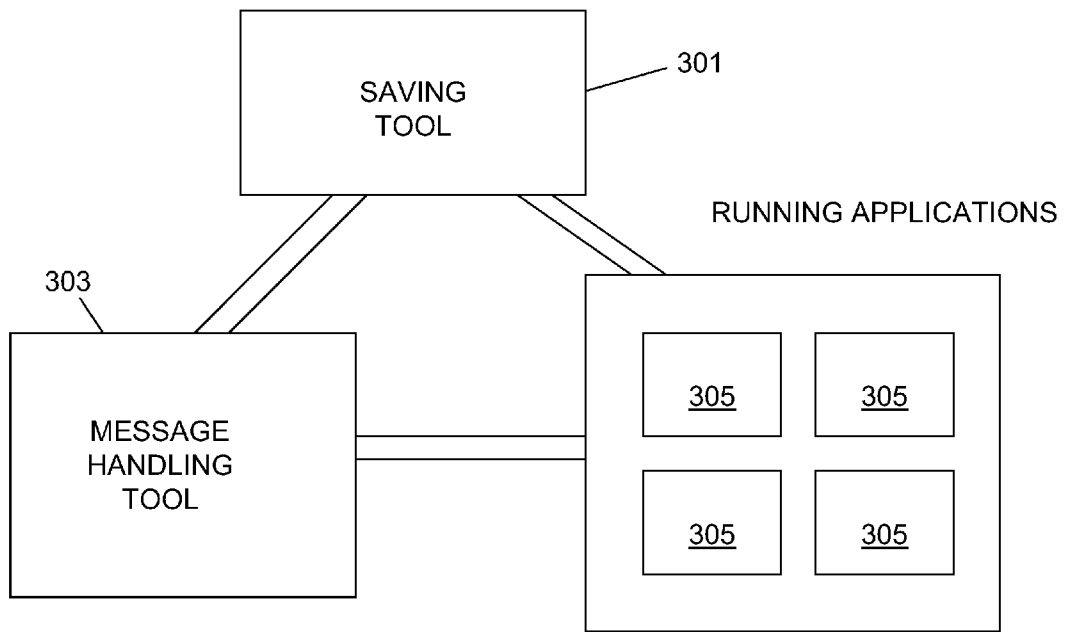 SAVING
TOOL
301
RUNNING APPLICATIONS
303
MESSAGE
HANDLING
TOOL
305
305
305
305